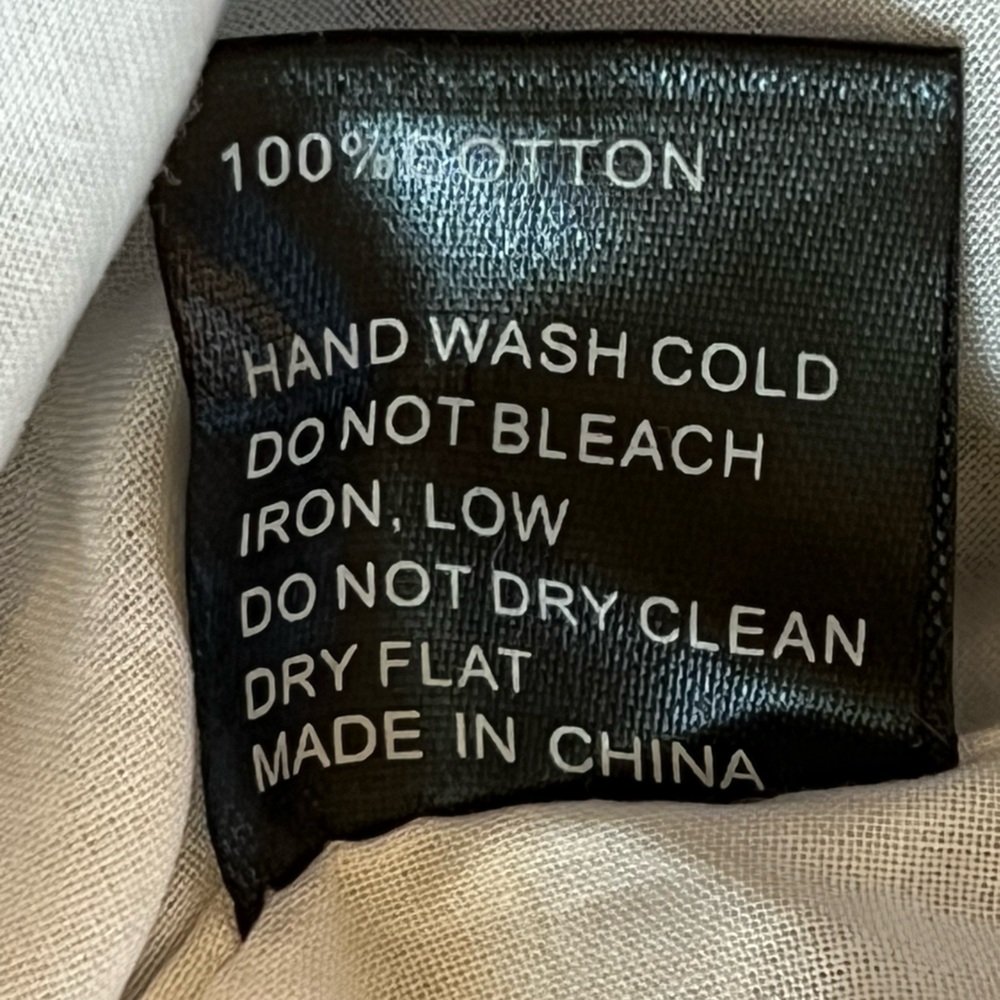 100% COTTON
HAND WASH COLD
DO NOT BLEACH
IRON, LOW
DO NOT DRY CLEAN
DRY FLAT
MADE IN CHINA